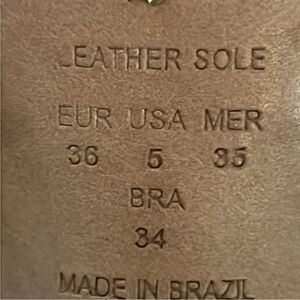 LEATHER SOLE
EUR USA MER
36 5 35
BRA
34
MADE IN BRAZIL